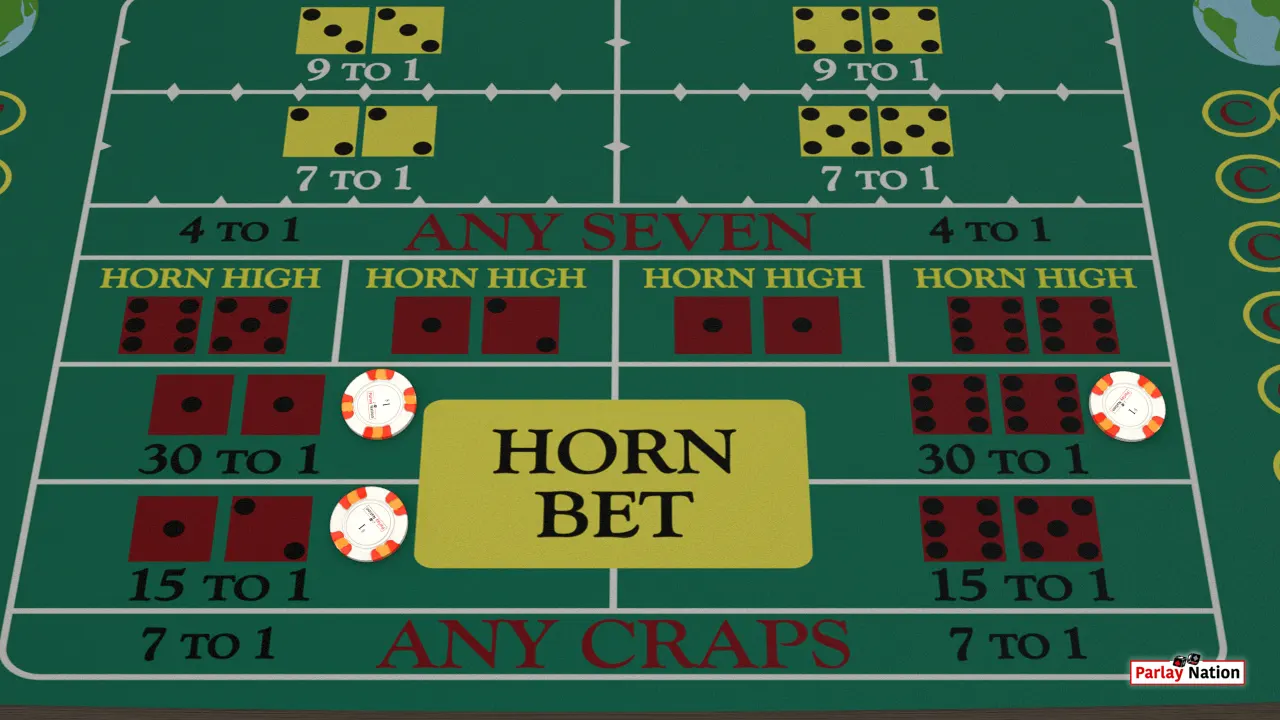 9 TO 1
9 TO 1
7 TO 1
7 TO 1
4 TO 1 ANY SEVEN 4 TO 1
HORN HIGH HORN HIGH HORN HIGH HORN HIGH
HORN
BET
30 TO 1
30 TO 1
15 TO 1
15 TO 1
7 TO 1 ANY CRAPS 7 TO 1
C
C
C
C
Parlay Nation